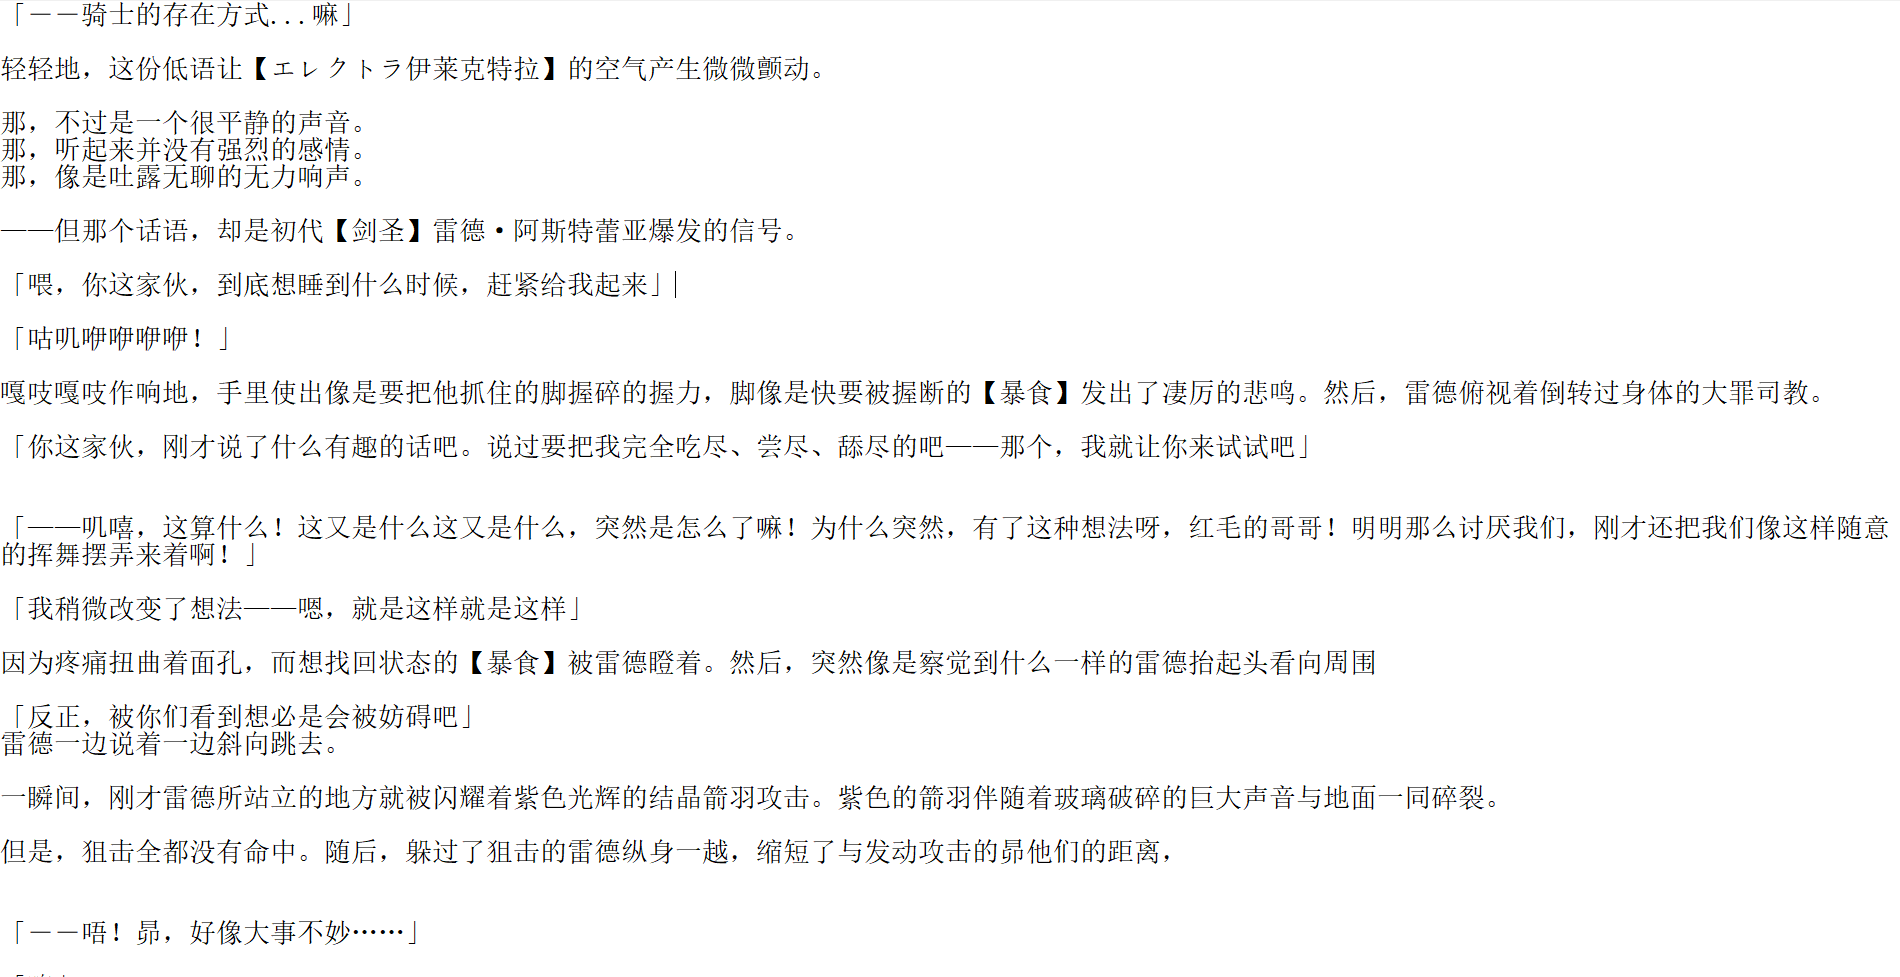 「－－骑士的存在方式...嘛」
轻轻地，这份低语让【エレクトラ伊莱克特拉】的空气产生微微颤动。
那，不过是一个很平静的声音。
那，听起来并没有强烈的感情。
那，像是吐露无聊的无力响声。
——但那个话语，却是初代【剑圣】雷德·阿斯特蕾亚爆发的信号。
「喂，你这家伙，到底想睡到什么时候，赶紧给我起来」
「咕叽咿咿咿咿！」
嘎吱嘎吱作响地，手里使出像是要把他抓住的脚握碎的握力，脚像是快要被握断的【暴食】发出了凄厉的悲鸣。然后，雷德俯视着倒转过身体的大罪司教。
「你这家伙，刚才说了什么有趣的话吧。说过要把我完全吃尽、尝尽、舔尽的吧——那个，我就让你来试试吧」
「——叽嘻，这算什么！这又是什么这又是什么，突然是怎么了嘛！为什么突然，有了这种想法呀，红毛的哥哥！明明那么讨厌我们，刚才还把我们像这样随意
的挥舞摆弄来着啊！」
「我稍微改变了想法——嗯，就是这样就是这样」
因为疼痛扭曲着面孔，而想找回状态的【暴食】被雷德瞪着。然后，突然像是察觉到什么一样的雷德抬起头看向周围
「反正，被你们看到想必是会被妨碍吧」
雷德一边说着一边斜向跳去。
一瞬间，刚才雷德所站立的地方就被闪耀着紫色光辉的结晶箭羽攻击。紫色的箭羽伴随着玻璃破碎的巨大声音与地面一同碎裂。
但是，狙击全都没有命中。随后，躲过了狙击的雷德纵身一越，缩短了与发动攻击的昴他们的距离，
「－－唔！昴，好像大事不妙……」